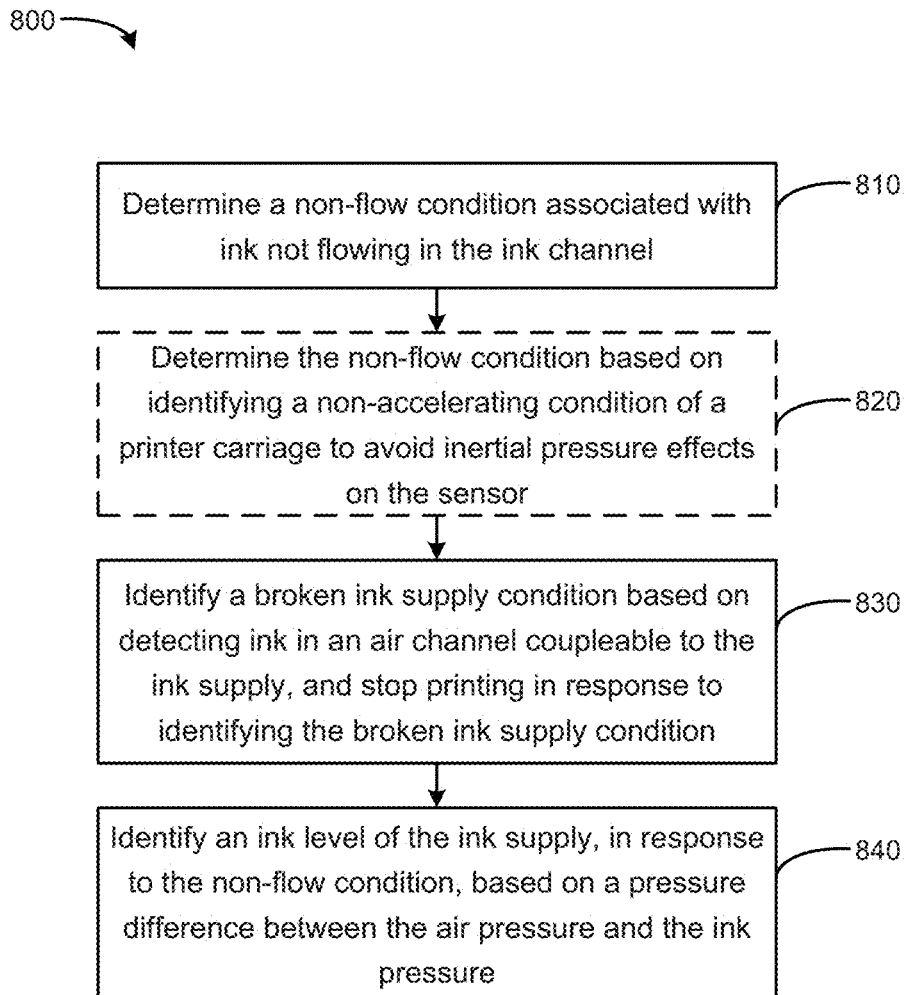 800
Determine a non-flow condition associated with
ink not flowing in the ink channel
810
Determine the non-flow condition based on
identifying a non-accelerating condition of a
printer carriage to avoid inertial pressure effects
on the sensor
820
Identify a broken ink supply condition based on
detecting ink in an air channel coupleable to the
ink supply, and stop printing in response to
identifying the broken ink supply condition
830
Identify an ink level of the ink supply, in response
to the non-flow condition, based on a pressure
difference between the air pressure and the ink
pressure
840